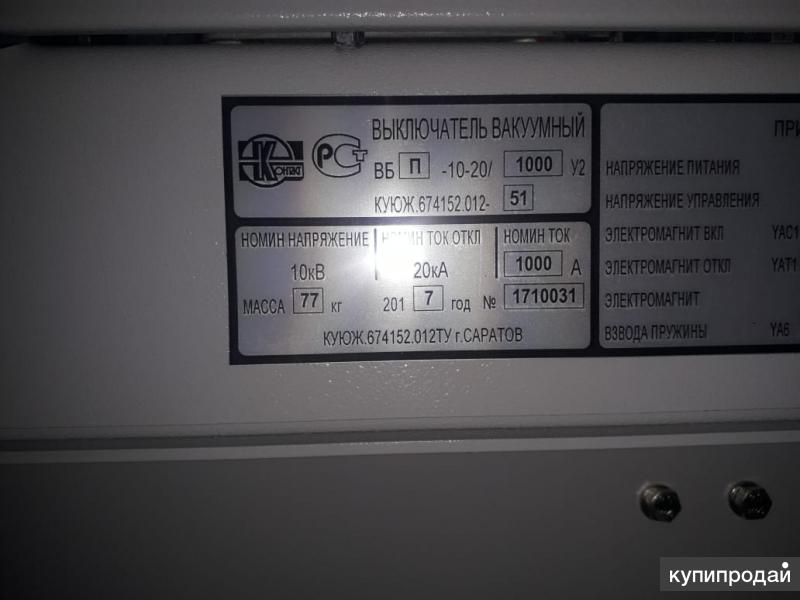 Контакт
РСт
ВЫКЛЮЧАТЕЛЬ ВАКУУМНЫЙ
ВБ П -10-20/ 1000 У2
КУЮЖ.674152.012- 51
НОМИН НАПРЯЖЕНИЕ НОМИН ТОК ОТКЛ НОМИН ТОК
10кВ 20кА 1000 А
МАССА 77 кг 201 7 год № 1710031
КУЮЖ.674152.012ТУ г.САРАТОВ
ПРИ
НАПРЯЖЕНИЕ ПИТАНИЯ
НАПРЯЖЕНИЕ УПРАВЛЕНИЯ
ЭЛЕКТРОМАГНИТ ВКЛ YAC1
ЭЛЕКТРОМАГНИТ ОТКЛ YAT1
ЭЛЕКТРОМАГНИТ
ВЗВОДА ПРУЖИНЫ YA6
купипродай